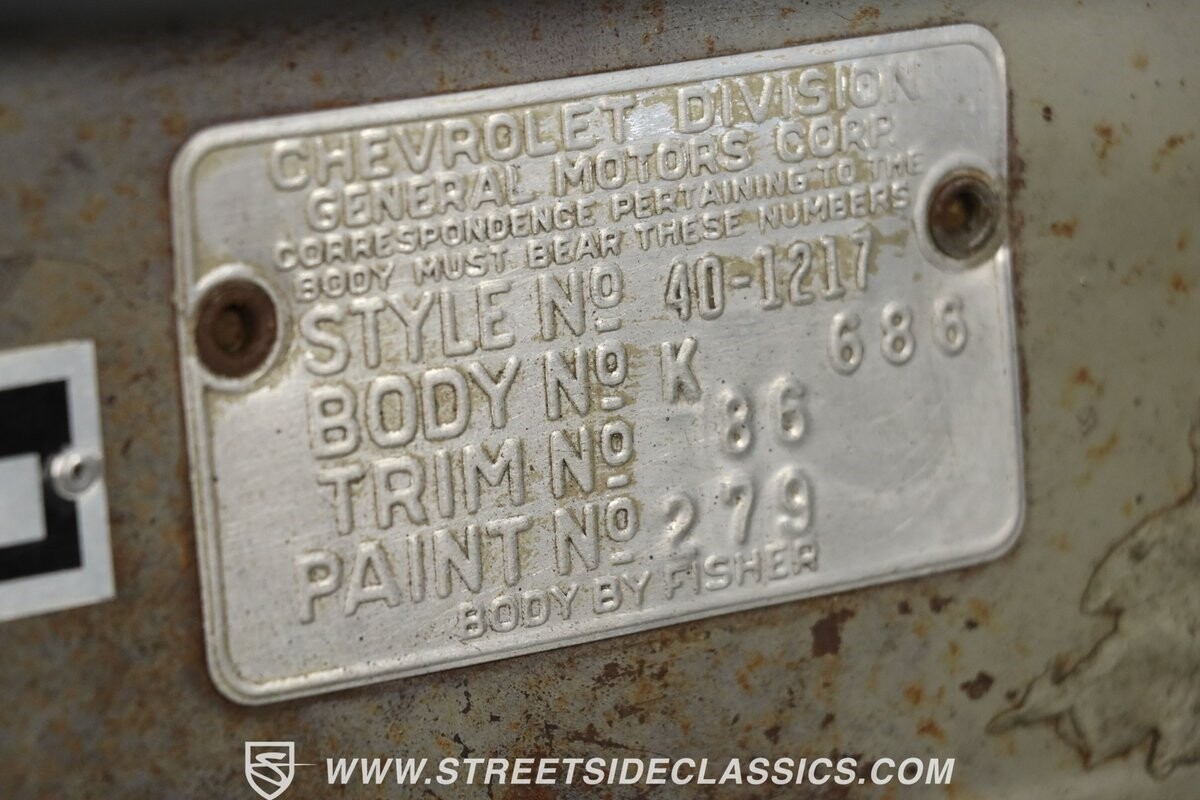 CHEVROLET DIVISION
GENERAL MOTORS CORP.
CORRESPONDENCE PERTAINING TO THE
BODY MUST BEAR THESE NUMBERS
STYLE Nº 40-1217
BODY Nº K 686
TRIM Nº 86
PAINT Nº 279
BODY BY FISHER
WWW.STREETSIDECLASSICS.COM